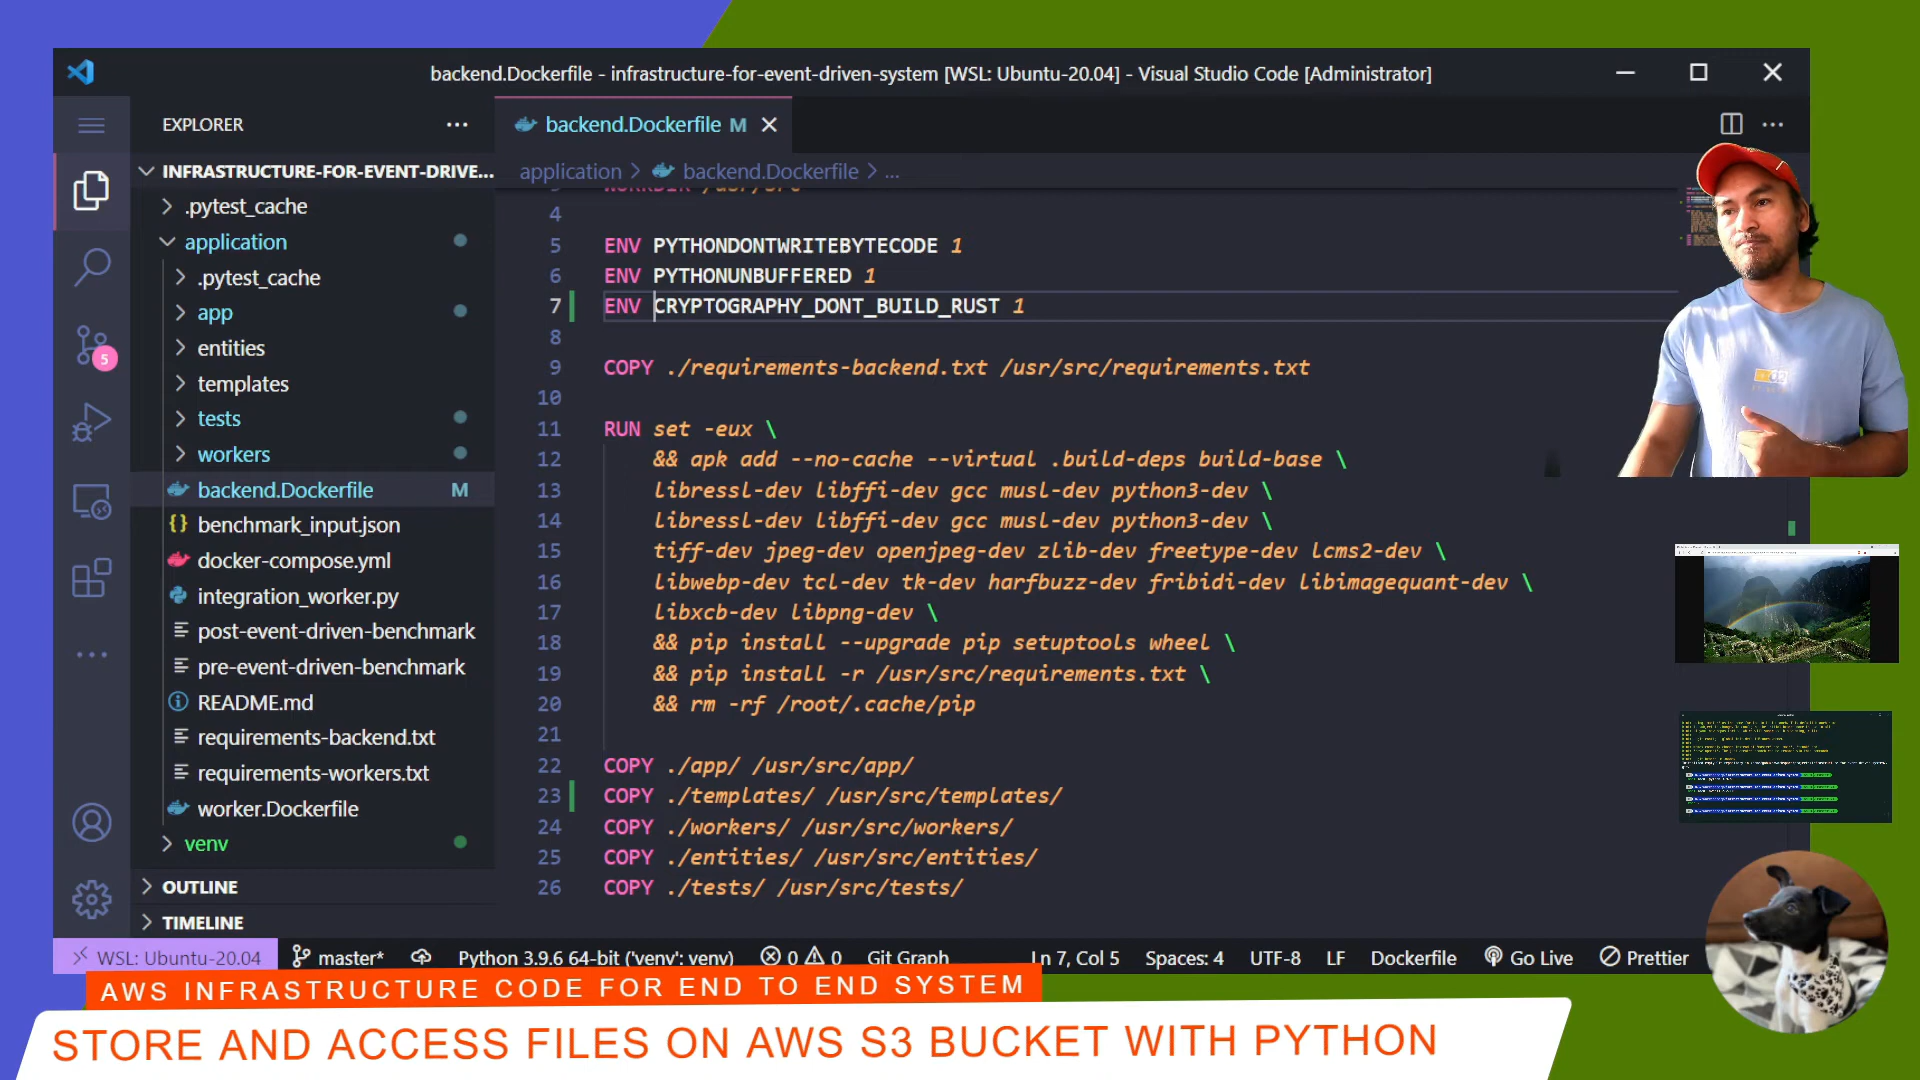 backend.Dockerfile - infrastructure-for-event-driven-system [WSL: Ubuntu-20.04] - Visual Studio Code [Administrator]
EXPLORER
INFRASTRUCTURE-FOR-EVENT-DRIVE...
.pytest_cache
application
.pytest_cache
app
entities
templates
tests
workers
backend.Dockerfile M
benchmark_input.json
docker-compose.yml
integration_worker.py
post-event-driven-benchmark
pre-event-driven-benchmark
README.md
requirements-backend.txt
requirements-workers.txt
worker.Dockerfile
venv
OUTLINE
TIMELINE
5
backend.Dockerfile M
application > backend.Dockerfile > ...
WORKDIR /usr/src
4
5 ENV PYTHONDONTWRITEBYTECODE 1
6 ENV PYTHONUNBUFFERED 1
7 ENV CRYPTOGRAPHY_DONT_BUILD_RUST 1
8
9 COPY ./requirements-backend.txt /usr/src/requirements.txt
10
11 RUN set -eux \
12 && apk add --no-cache --virtual .build-deps build-base \
13 libressl-dev libffi-dev gcc musl-dev python3-dev \
14 libressl-dev libffi-dev gcc musl-dev python3-dev \
15 tiff-dev jpeg-dev openjpeg-dev zlib-dev freetype-dev lcms2-dev \
16 libwebp-dev tcl-dev tk-dev harfbuzz-dev fribidi-dev libimagequant-dev \
17 libxcb-dev libpng-dev \
18 && pip install --upgrade pip setuptools wheel \
19 && pip install -r /usr/src/requirements.txt \
20 && rm -rf /root/.cache/pip
21
22 COPY ./app/ /usr/src/app/
23 COPY ./templates/ /usr/src/templates/
24 COPY ./workers/ /usr/src/workers/
25 COPY ./entities/ /usr/src/entities/
26 COPY ./tests/ /usr/src/tests/
WSL: Ubuntu-20.04 master* Python 3.9.6 64-bit ('venv': venv) 0 0 Git Graph Ln 7, Col 5 Spaces: 4 UTF-8 LF Dockerfile Go Live Prettier
AWS INFRASTRUCTURE CODE FOR END TO END SYSTEM
STORE AND ACCESS FILES ON AWS S3 BUCKET WITH PYTHON